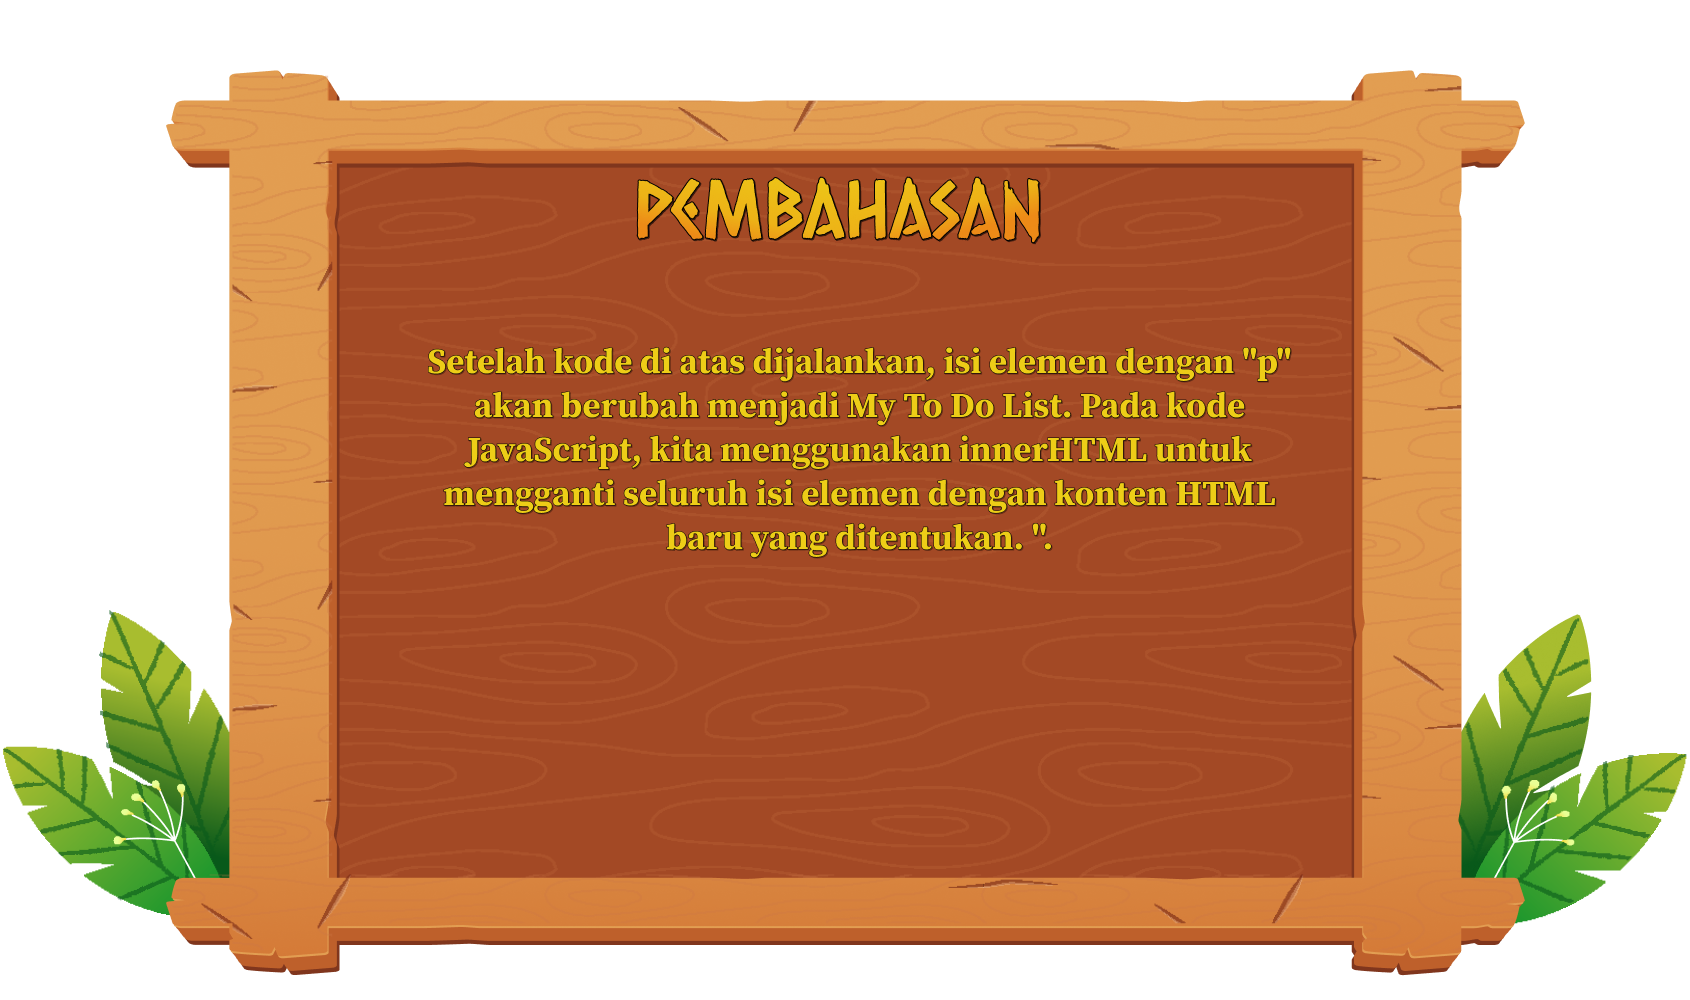 PEMBAHASAN
Setelah kode di atas dijalankan, isi elemen dengan "p"
akan berubah menjadi My To Do List. Pada kode
JavaScript, kita menggunakan innerHTML untuk
mengganti seluruh isi elemen dengan konten HTML
baru yang ditentukan. ".